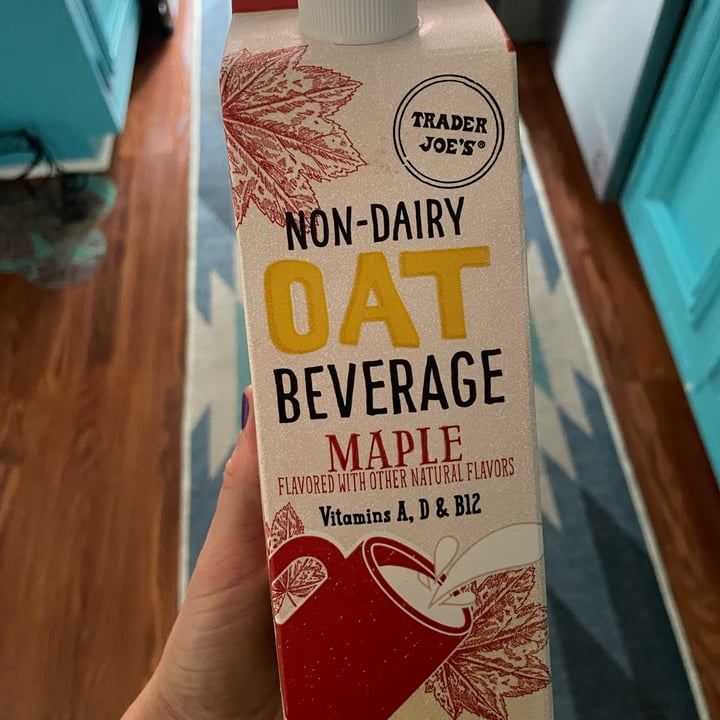 TRADER
JOE'S®
NON-DAIRY
OAT
BEVERAGE
MAPLE
FLAVORED WITH OTHER NATURAL FLAVORS
Vitamins A, D & B12